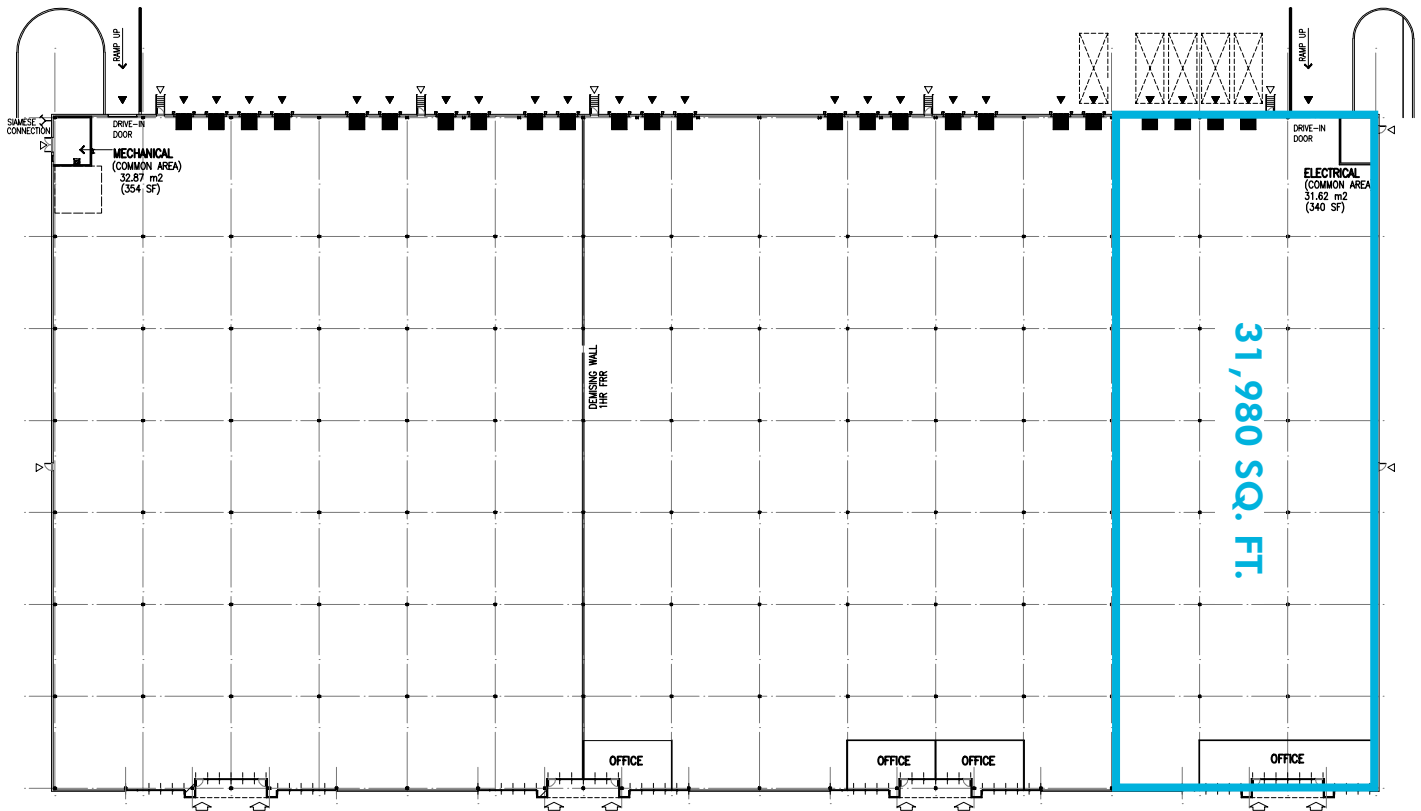 RAMP UP
RAMP UP
SIAMESE
CONNECTION
DRIVE-IN
DOOR
MECHANICAL
(COMMON AREA)
32.87 m2
(354 SF)
DRIVE-IN
DOOR
ELECTRICAL
(COMMON AREA
31.62 m2
(340 SF)
DEMISING WALL
1HR FRR
31,980 SQ. FT.
OFFICE
OFFICE
OFFICE
OFFICE